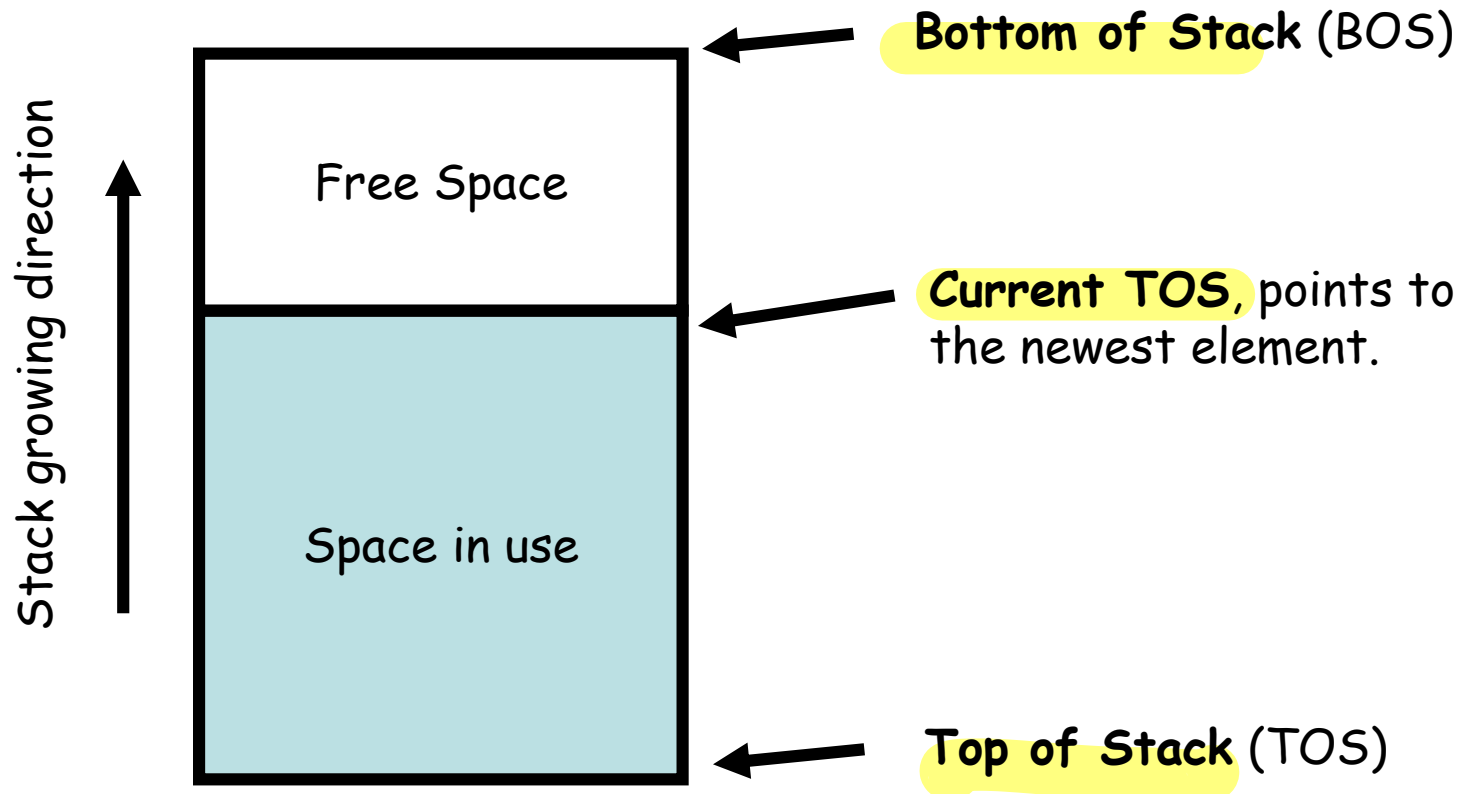 Bottom of Stack (BOS)
Stack growing direction
Free Space
Current TOS, points to
the newest element.
Space in use
Top of Stack (TOS)